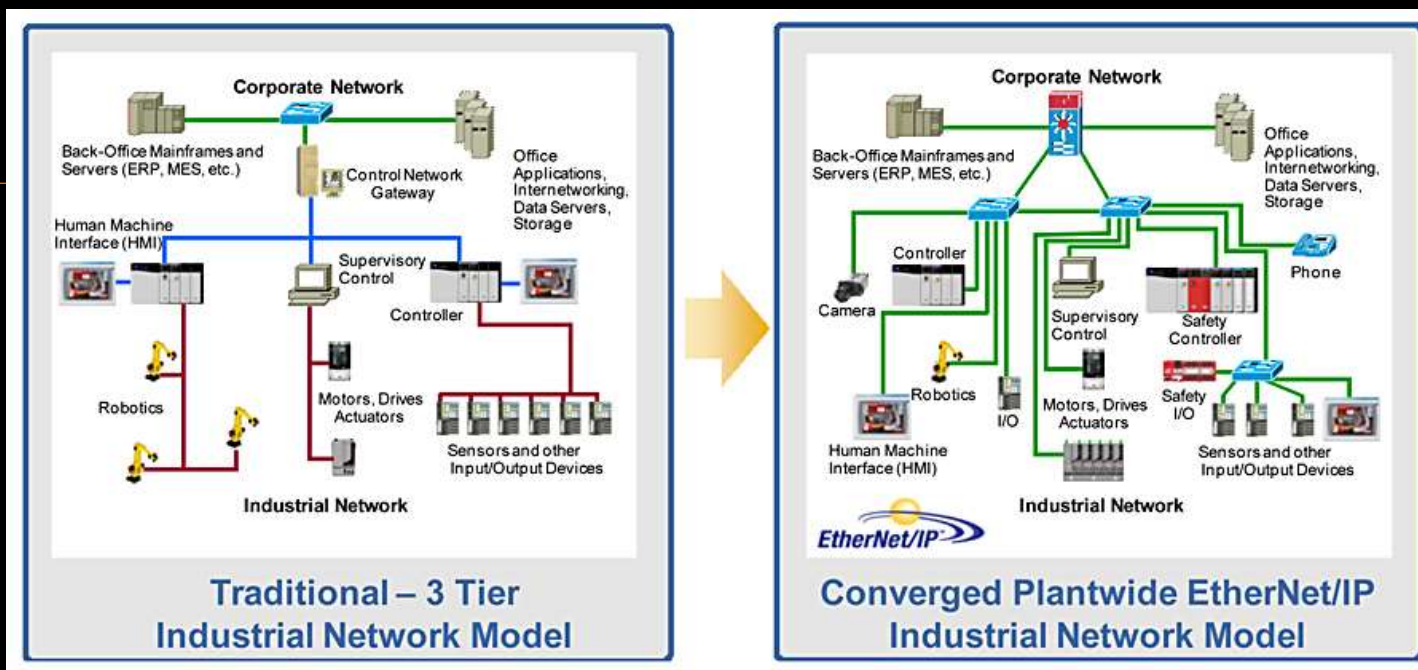 Corporate Network
Back-Office Mainframes and
Servers (ERP, MES, etc.)
Control Network
Gateway
Office
Applications,
Internetworking,
Data Servers,
Storage
Human Machine
Interface (HMI)
Supervisory
Control
Controller
Robotics
Motors, Drives
Actuators
Sensors and other
Input/Output Devices
Industrial Network
Traditional – 3 Tier
Industrial Network Model
Corporate Network
Back-Office Mainframes and
Servers (ERP, MES, etc.)
Office
Applications,
Internetworking,
Data Servers,
Storage
Controller
Camera
Phone
Supervisory
Control
Safety
Controller
Robotics
I/O
Motors, Drives
Actuators
Safety
I/O
Human Machine
Interface (HMI)
Sensors and other
Input/Output Devices
Industrial Network
EtherNet/IP
Converged Plantwide EtherNet/IP
Industrial Network Model